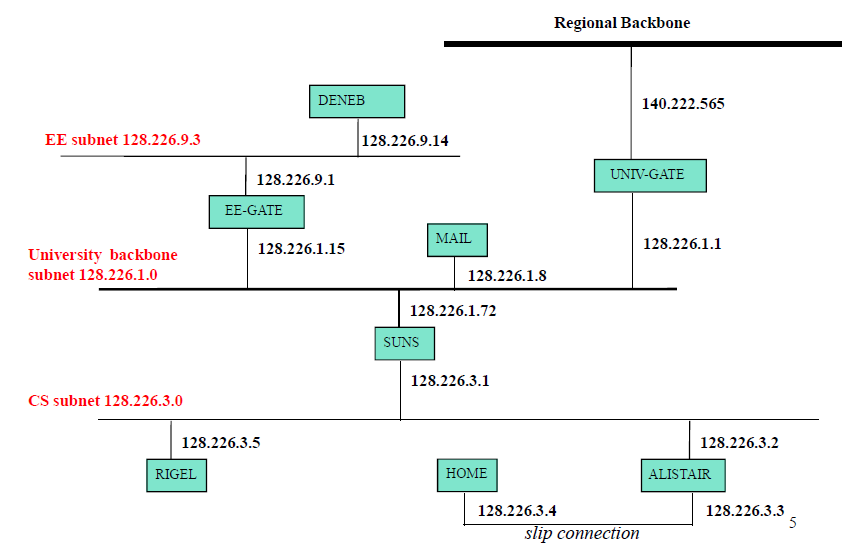 Regional Backbone
DENEB
140.222.565
EE subnet 128.226.9.3
128.226.9.14
UNIV-GATE
128.226.9.1
EE-GATE
MAIL
128.226.1.1
University backbone
subnet 128.226.1.0
128.226.1.15
128.226.1.8
128.226.1.72
SUNS
128.226.3.1
CS subnet 128.226.3.0
128.226.3.5
128.226.3.2
RIGEL
HOME
ALISTAIR
128.226.3.4
128.226.3.3
5
slip connection